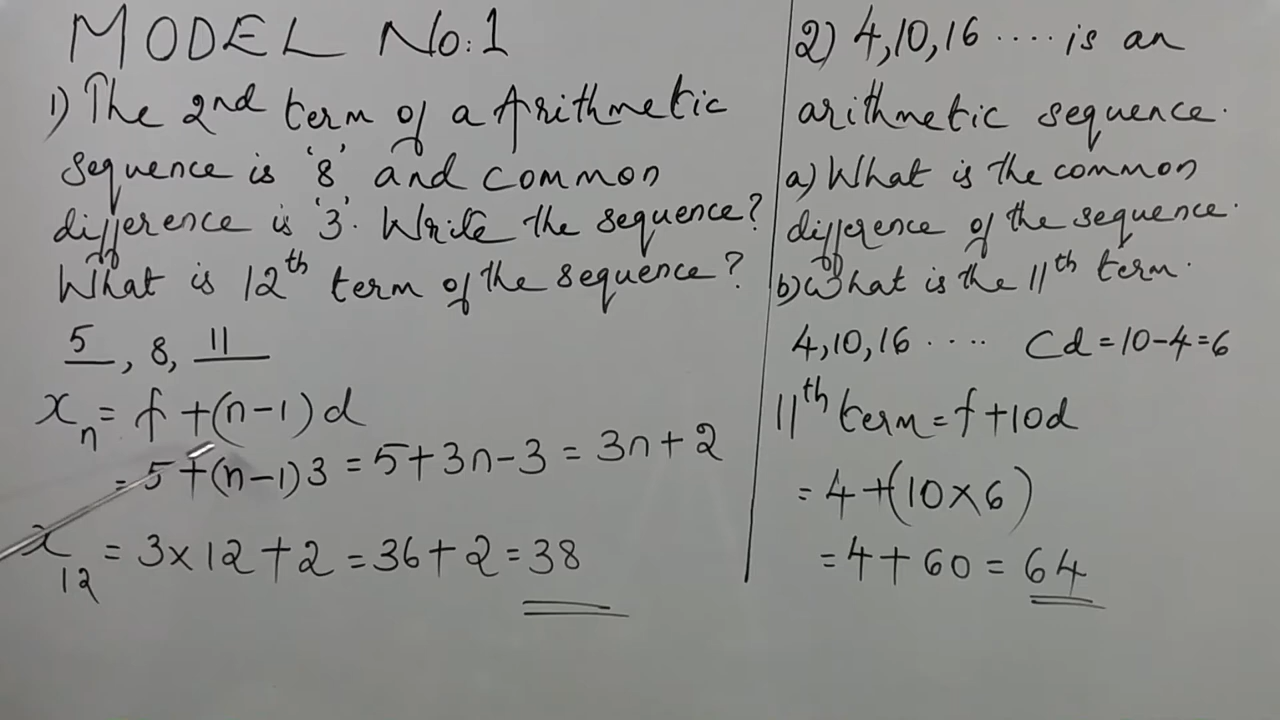 MODEL No:1
1) The 2nd term of a Arithmetic
sequence is '8' and common
difference is '3'. Write the sequence?
What is 12th term of the sequence?
5, 8, 11
xn = f + (n-1)d
= 5+(n-1)3 = 5+3n-3 = 3n+2
x12 = 3×12+2 = 36+2 = 38
2) 4,10,16 .... is an
arithmetic sequence.
a) What is the common
difference of the sequence.
b) What is the 11th term.
4,10,16 .... Cd = 10-4=6
11th term = f+10d
= 4+(10×6)
= 4+60 = 64